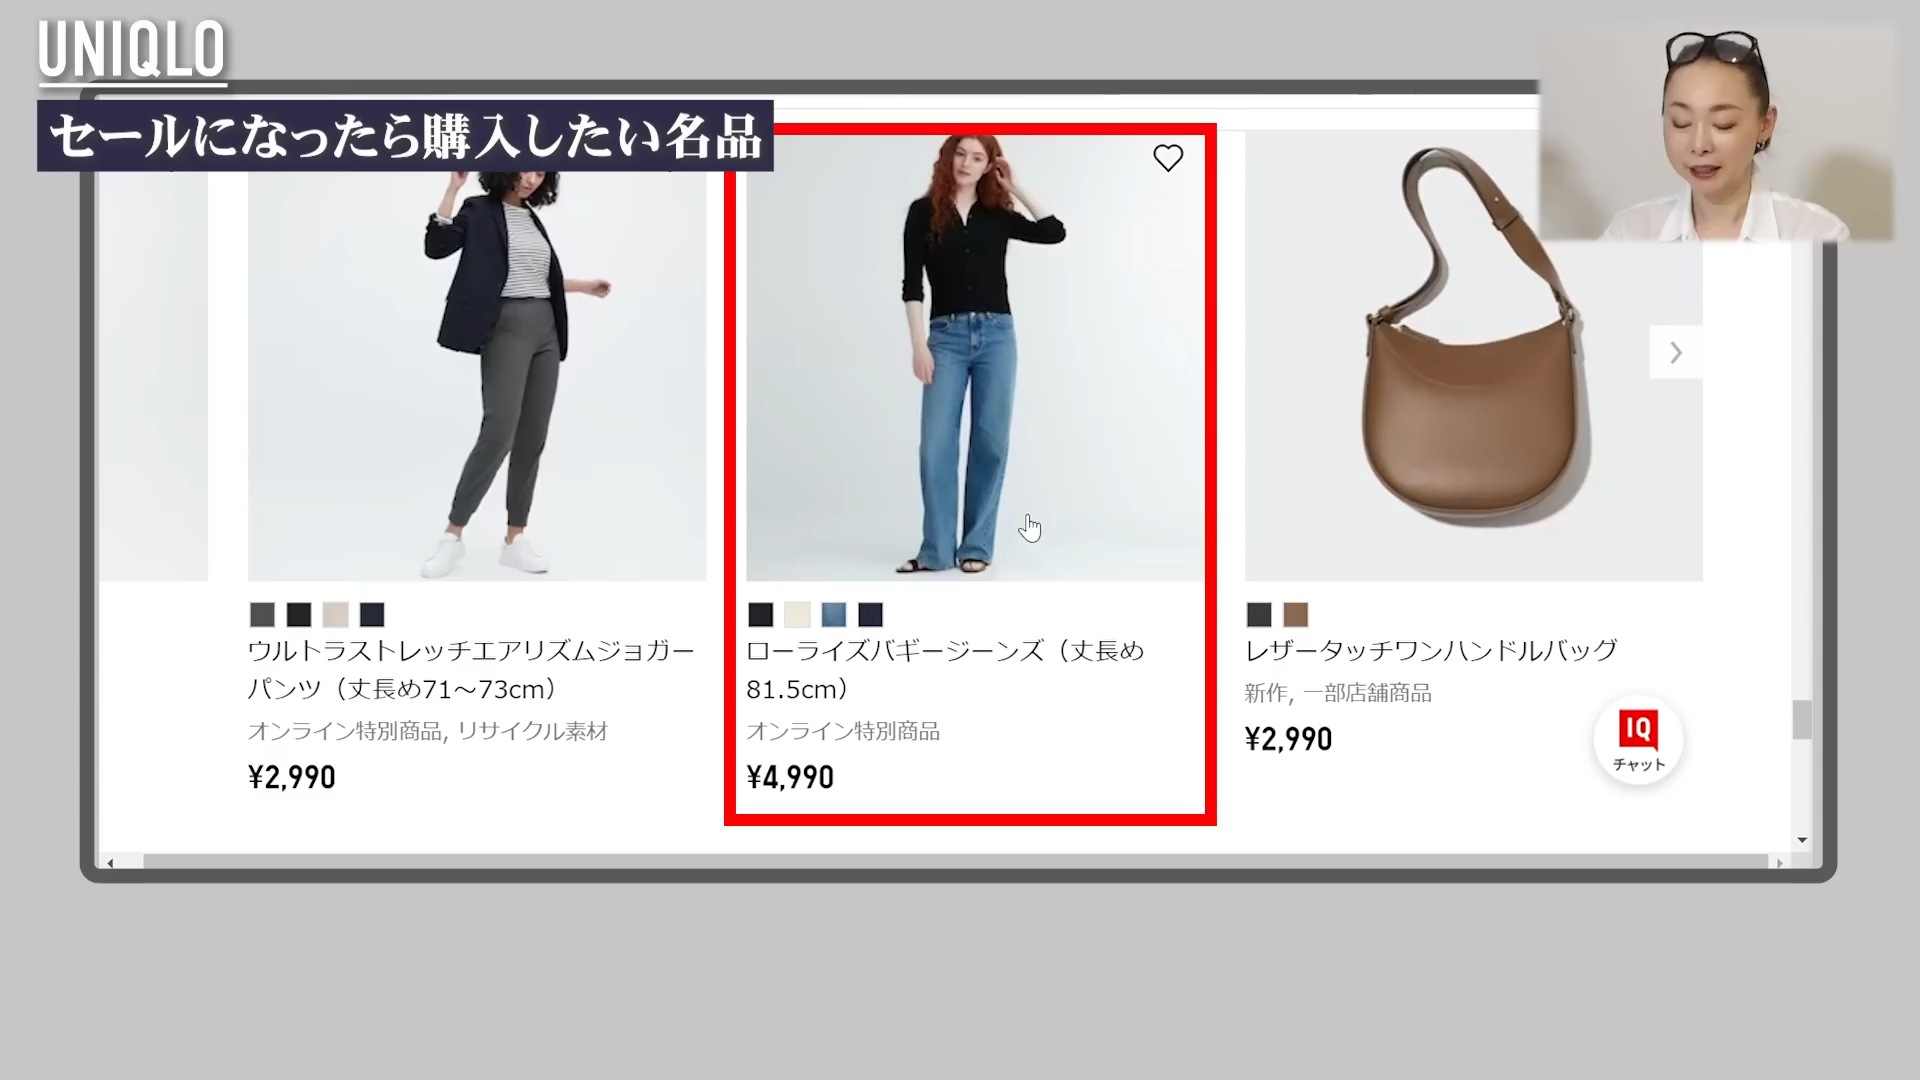 UNIQLO
セールになったら購入したい名品
ウルトラストレッチエアリズムジョガー
パンツ（丈長め71～73cm）
オンライン特別商品, リサイクル素材
¥2,990
ローライズバギージーンズ（丈長め
81.5cm）
オンライン特別商品
¥4,990
レザータッチワンハンドルバッグ
新作, 一部店舗商品
¥2,990
IQ
チャット